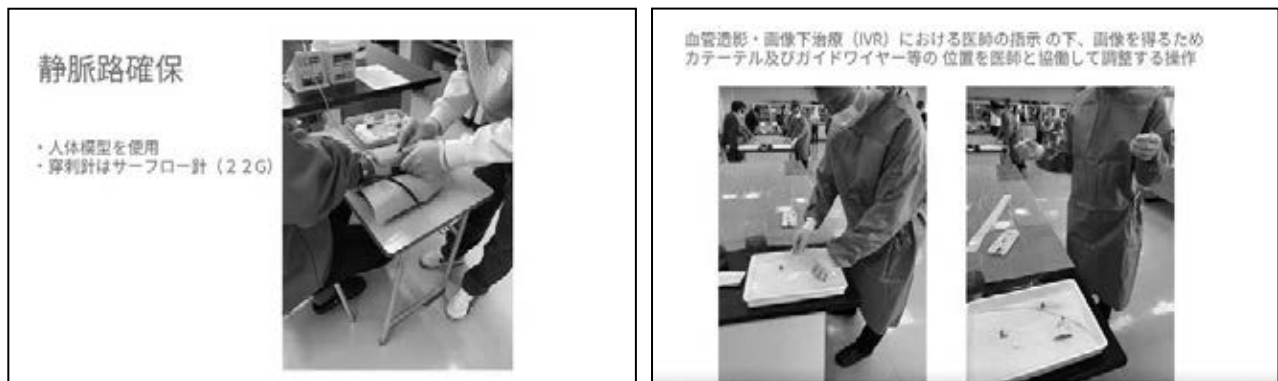 静脈路確保
・人体模型を使用
・穿刺針はサーフロー針（２２G）
血管造影・画像下治療（IVR）における医師の指示 の下、画像を得るため
カテーテル及びガイドワイヤー等の 位置を医師と協働して調整する操作